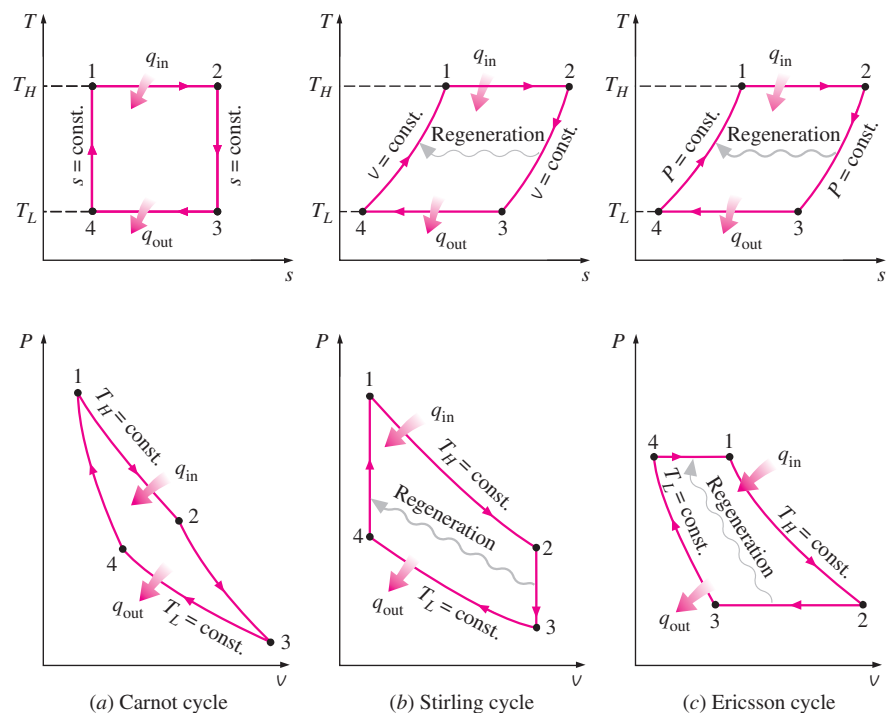 T
T
T
q_in
q_in
q_in
1
2
1
2
1
2
T_H
T_H
T_H
s = const.
s = const.
v = const.
Regeneration
v = const.
P = const.
Regeneration
P = const.
T_L
T_L
T_L
4
3
4
3
4
3
q_out
q_out
q_out
s
s
s
P
P
P
1
T_H = const.
q_in
2
4
q_out
T_L = const.
3
v
1
q_in
T_H = const.
Regeneration
2
4
q_out
T_L = const.
3
v
4
1
q_in
T_L = const.
Regeneration
T_H = const.
q_out
3
2
v
(a) Carnot cycle
(b) Stirling cycle
(c) Ericsson cycle